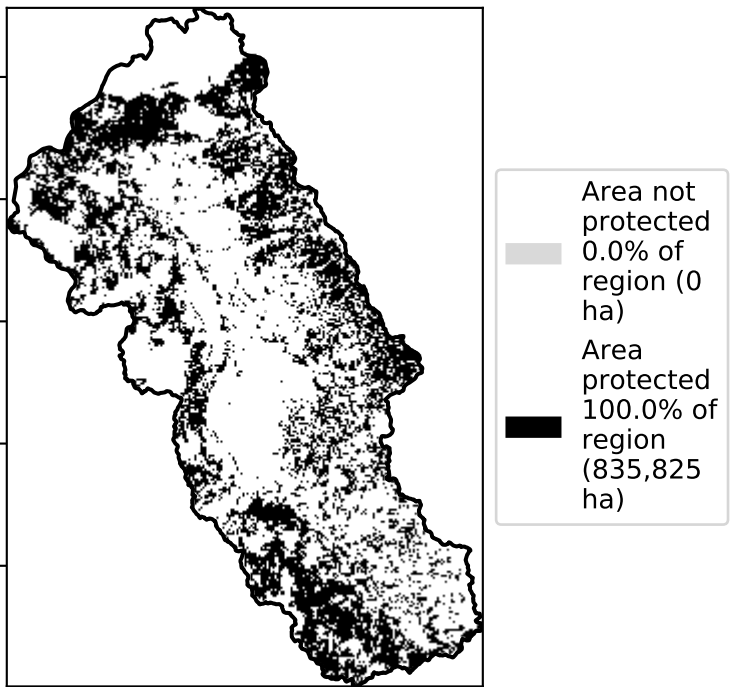 Area not
protected
0.0% of
region (0
ha)
Area
protected
100.0% of
region
(835,825
ha)